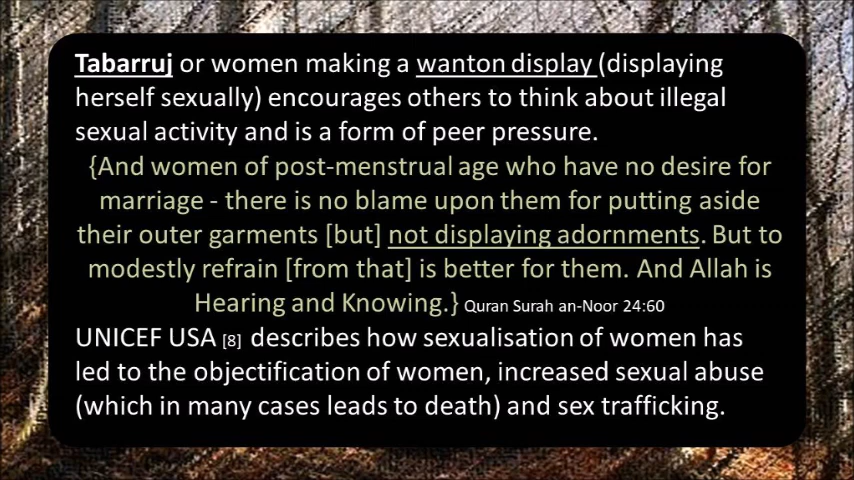 Tabarruj or women making a wanton display (displaying
herself sexually) encourages others to think about illegal
sexual activity and is a form of peer pressure.
{And women of post-menstrual age who have no desire for
marriage - there is no blame upon them for putting aside
their outer garments [but] not displaying adornments. But to
modestly refrain [from that] is better for them. And Allah is
Hearing and Knowing.} Quran Surah an-Noor 24:60
UNICEF USA [8] describes how sexualisation of women has
led to the objectification of women, increased sexual abuse
(which in many cases leads to death) and sex trafficking.